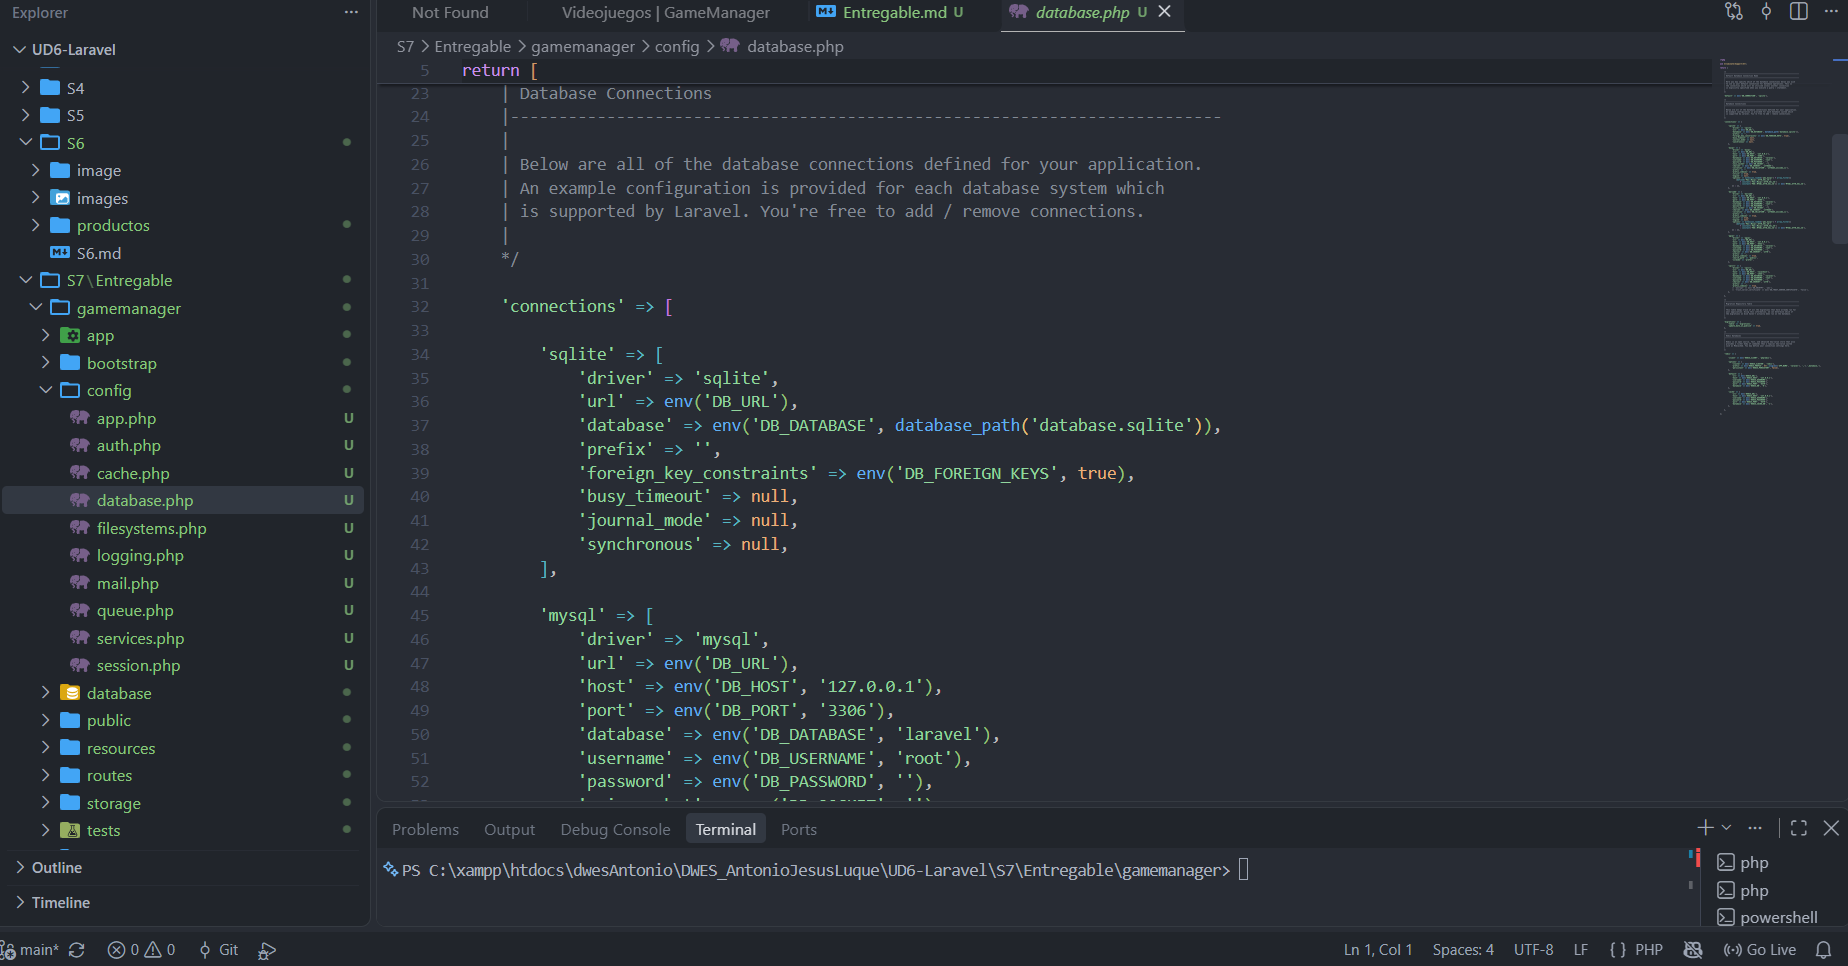 Explorer
UD6-Laravel
S4
S5
S6
image
images
productos
S6.md
S7\Entregable
gamemanager
app
bootstrap
config
app.php U
auth.php U
cache.php U
database.php U
filesystems.php U
logging.php U
mail.php U
queue.php U
services.php U
session.php U
database
public
resources
routes
storage
tests
Outline
Timeline
Not Found
Videojuegos | GameManager
Entregable.md U
database.php U
S7 > Entregable > gamemanager > config > database.php
5 return [
23 | Database Connections
24 |--------------------------------------------------------------------------
25 |
26 | Below are all of the database connections defined for your application.
27 | An example configuration is provided for each database system which
28 | is supported by Laravel. You're free to add / remove connections.
29 |
30 */
31
32 'connections' => [
33
34 'sqlite' => [
35 'driver' => 'sqlite',
36 'url' => env('DB_URL'),
37 'database' => env('DB_DATABASE', database_path('database.sqlite')),
38 'prefix' => '',
39 'foreign_key_constraints' => env('DB_FOREIGN_KEYS', true),
40 'busy_timeout' => null,
41 'journal_mode' => null,
42 'synchronous' => null,
43 ],
44
45 'mysql' => [
46 'driver' => 'mysql',
47 'url' => env('DB_URL'),
48 'host' => env('DB_HOST', '127.0.0.1'),
49 'port' => env('DB_PORT', '3306'),
50 'database' => env('DB_DATABASE', 'laravel'),
51 'username' => env('DB_USERNAME', 'root'),
52 'password' => env('DB_PASSWORD', ''),
Problems Output Debug Console Terminal Ports
PS C:\xampp\htdocs\dwesAntonio\DWES_AntonioJesusLuque\UD6-Laravel\S7\Entregable\gamemanager>
php
php
powershell
main* 0 0 Git
Ln 1, Col 1 Spaces: 4 UTF-8 LF {} PHP Go Live